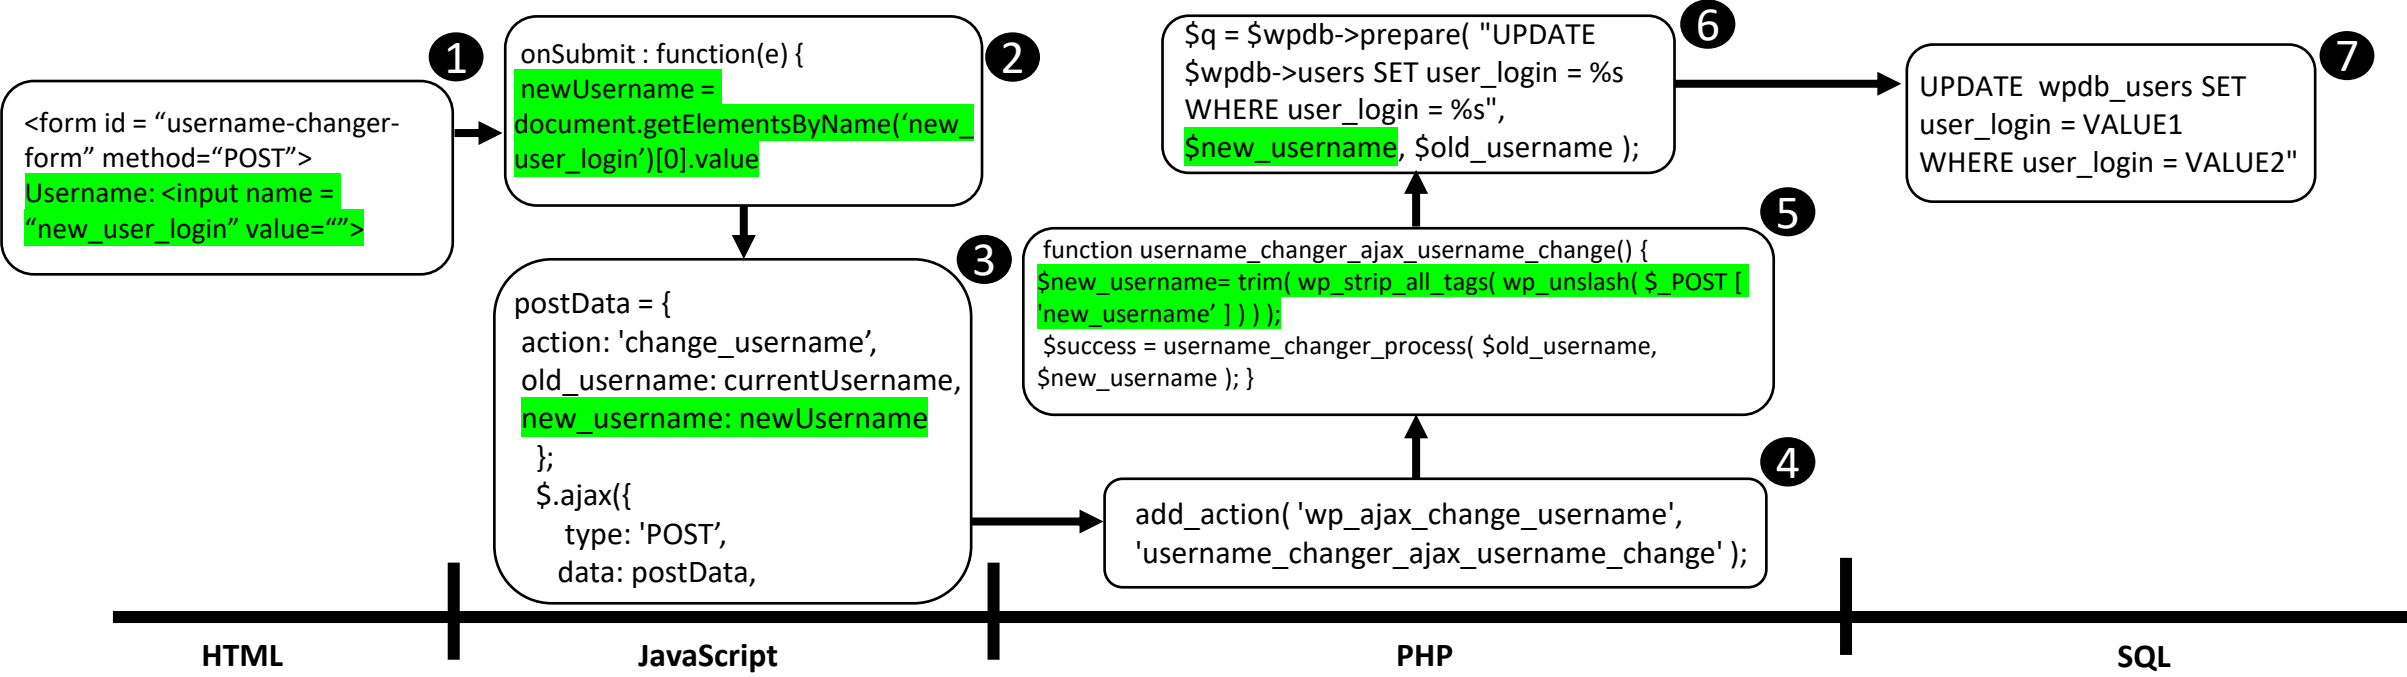 1
<form id = “username-changer-
form” method=“POST”>
Username: <input name =
“new_user_login” value=“”>
2
onSubmit : function(e) {
newUsername =
document.getElementsByName(‘new_
user_login’)[0].value
3
postData = {
action: 'change_username’,
old_username: currentUsername,
new_username: newUsername
};
$.ajax({
type: 'POST’,
data: postData,
4
add_action( 'wp_ajax_change_username',
'username_changer_ajax_username_change' );
5
function username_changer_ajax_username_change() {
$new_username= trim( wp_strip_all_tags( wp_unslash( $_POST [
'new_username’ ] ) ) );
$success = username_changer_process( $old_username,
$new_username ); }
6
$q = $wpdb->prepare( "UPDATE
$wpdb->users SET user_login = %s
WHERE user_login = %s",
$new_username, $old_username );
7
UPDATE wpdb_users SET
user_login = VALUE1
WHERE user_login = VALUE2"
HTML
JavaScript
PHP
SQL